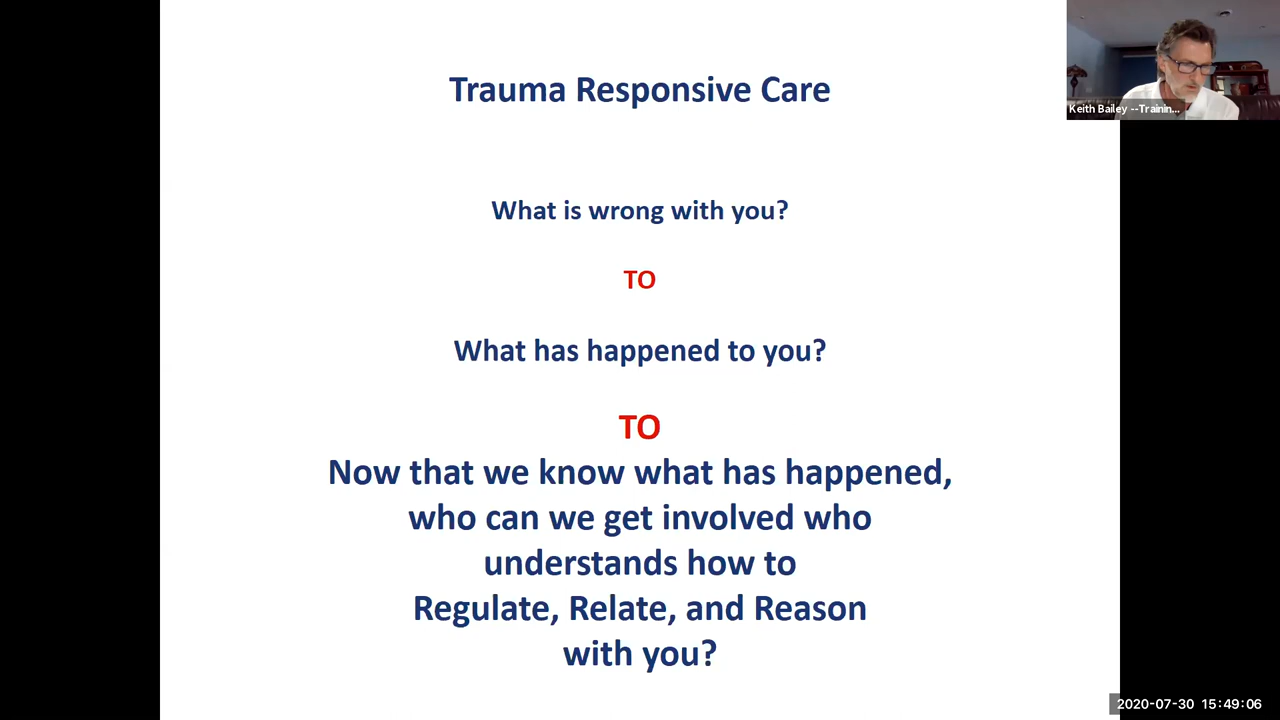 Trauma Responsive Care
Keith Bailey --Trainin...
What is wrong with you?
TO
What has happened to you?
TO
Now that we know what has happened,
who can we get involved who
understands how to
Regulate, Relate, and Reason
with you?
2020-07-30 15:49:06